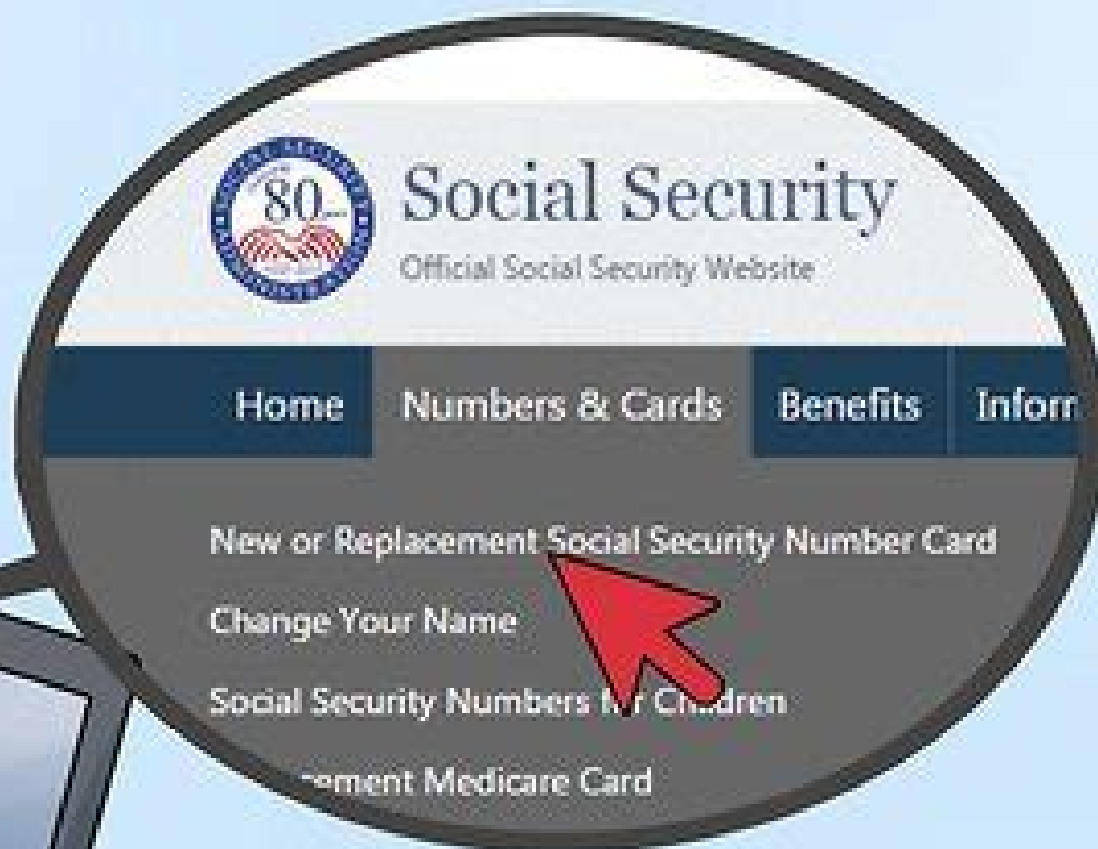 80
Social Security
Official Social Security Website
Home Numbers & Cards Benefits
New or Replacement Social Security Number Card
Change Your Name
Social Security Numbers Children
Medicare Card